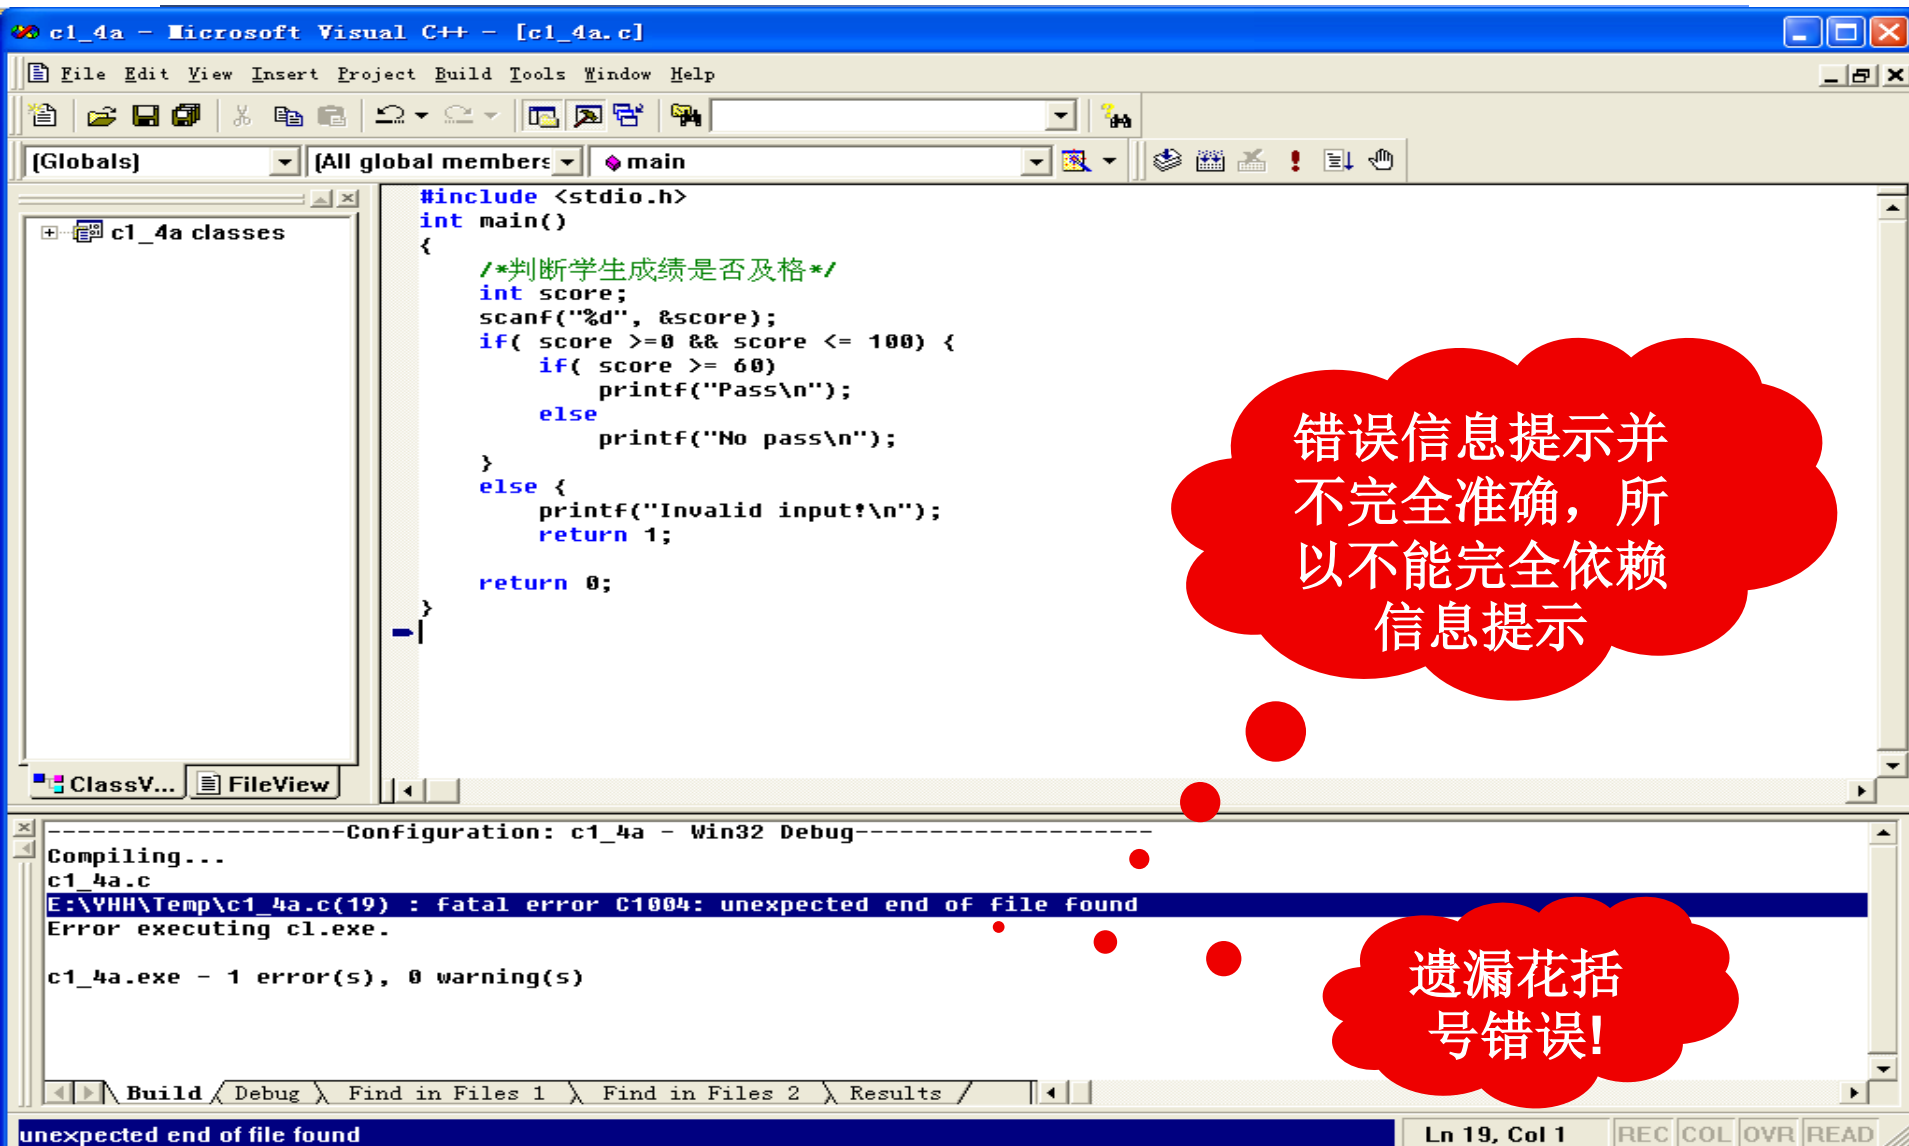 c1_4a - Microsoft Visual C++ - [c1_4a.c]
File Edit View Insert Project Build Tools Window Help
(Globals) (All global members main
c1_4a classes
#include <stdio.h>
int main()
{
/*判断学生成绩是否及格*/
int score;
scanf("%d", &score);
if( score >=0 && score <= 100) {
if( score >= 60)
printf("Pass\n");
else
printf("No pass\n");
}
else {
printf("Invalid input!\n");
return 1;
return 0;
}
错误信息提示并
不完全准确，所
以不能完全依赖
信息提示
ClassV... FileView
--------------------Configuration: c1_4a - Win32 Debug--------------------
Compiling...
c1_4a.c
E:\YHH\Temp\c1_4a.c(19) : fatal error C1004: unexpected end of file found
Error executing cl.exe.
c1_4a.exe - 1 error(s), 0 warning(s)
遗漏花括
号错误!
Build Debug Find in Files 1 Find in Files 2 Results
unexpected end of file found Ln 19, Col 1 REC COL OVR READ